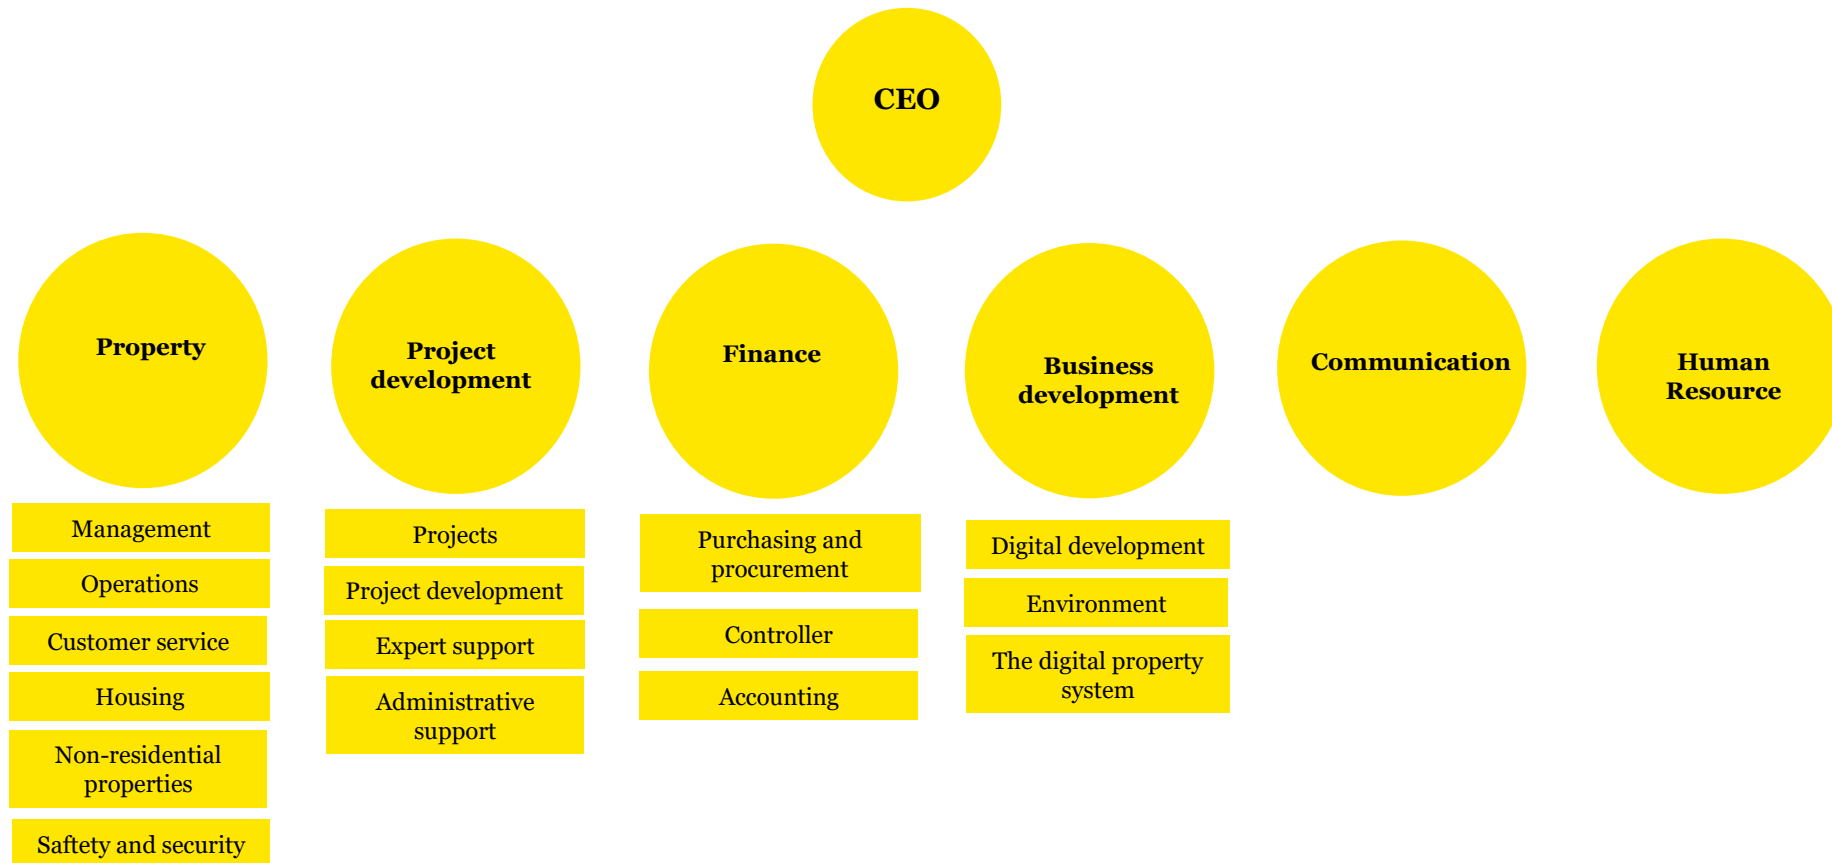 CEO
Property
Project
development
Finance
Business
development
Communication
Human
Resource
Management
Operations
Customer service
Housing
Non-residential
properties
Saftety and security
Projects
Project development
Expert support
Administrative
support
Purchasing and
procurement
Controller
Accounting
Digital development
Environment
The digital property
system